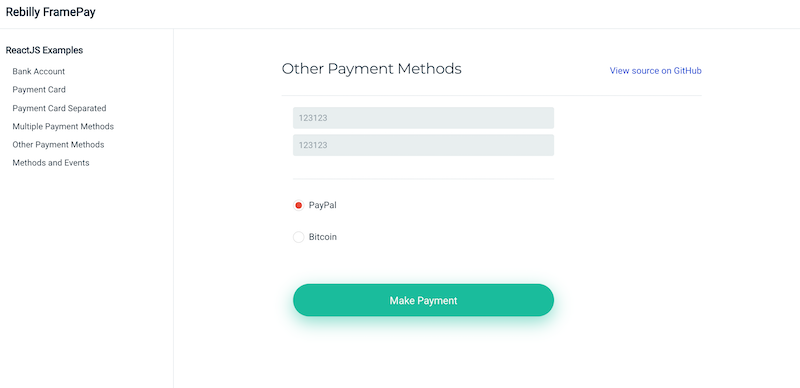 Rebilly FramePay
ReactJS Examples
Bank Account
Payment Card
Payment Card Separated
Multiple Payment Methods
Other Payment Methods
Methods and Events
Other Payment Methods
View source on GitHub
123123
123123
PayPal
Bitcoin
Make Payment